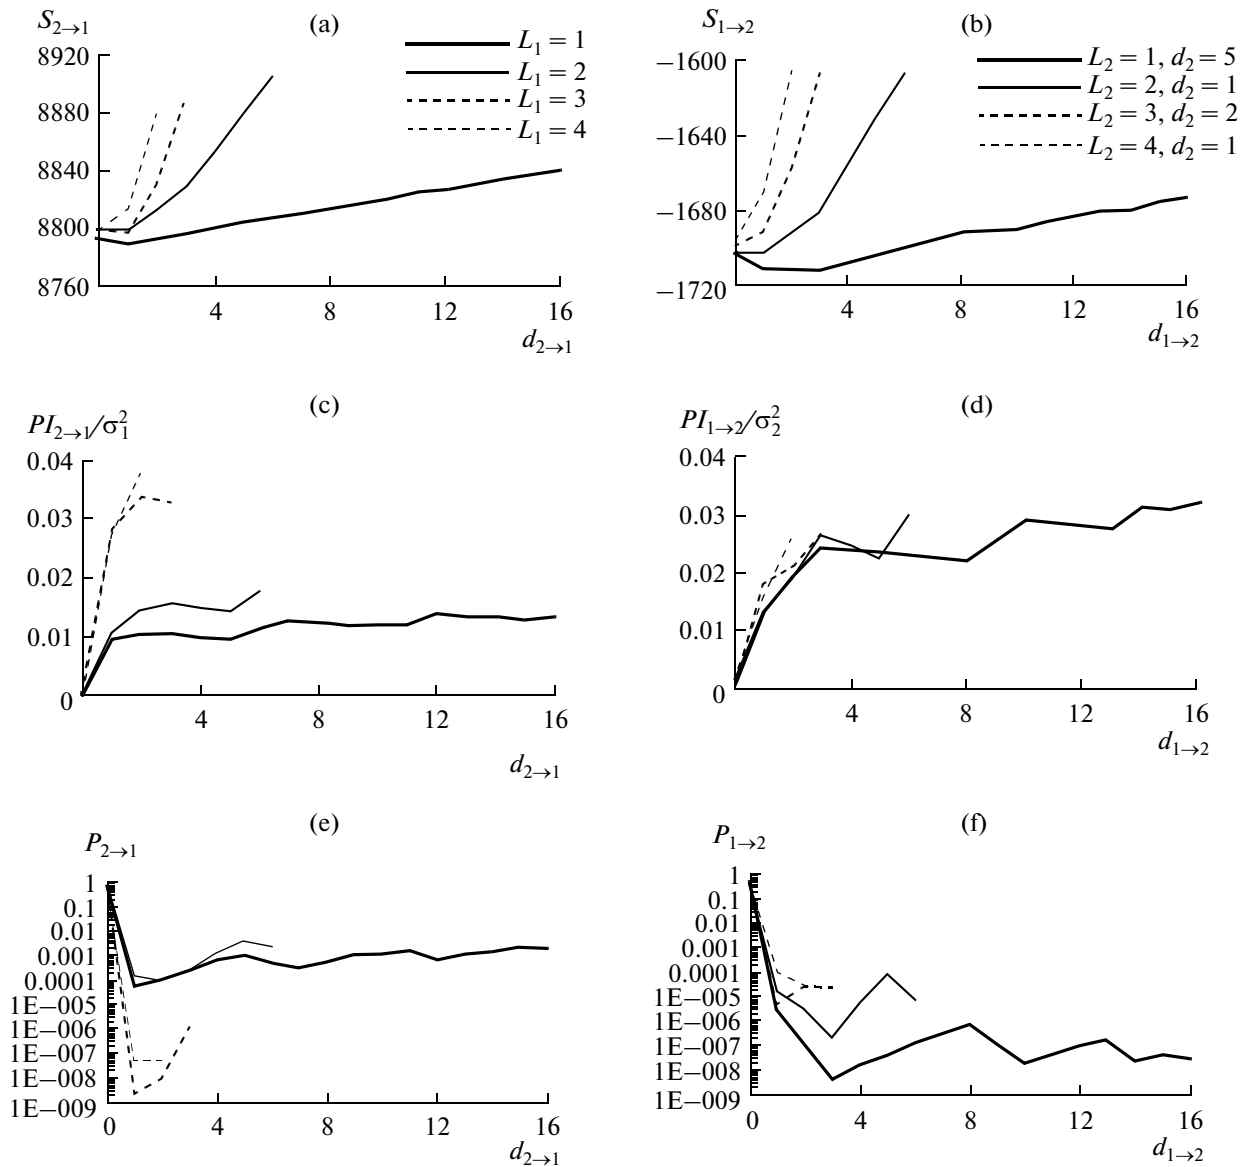 (a)
S2→1
8920
8880
8840
8800
8760
4
8
12
16
d2→1
L1 = 1
L1 = 2
L1 = 3
L1 = 4
(b)
S1→2
−1600
−1640
−1680
−1720
4
8
12
16
d1→2
L2 = 1, d2 = 5
L2 = 2, d2 = 1
L2 = 3, d2 = 2
L2 = 4, d2 = 1
(c)
PI2→1/σ1²
0.04
0.03
0.02
0.01
0
4
8
12
16
d2→1
(d)
PI1→2/σ2²
0.04
0.03
0.02
0.01
0
4
8
12
16
d1→2
(e)
P2→1
1
0.1
0.01
0.001
0.0001
1E−005
1E−006
1E−007
1E−008
1E−009
0
4
8
12
16
d2→1
(f)
P1→2
1
0.1
0.01
0.001
0.0001
1E−005
1E−006
1E−007
1E−008
1E−009
0
4
8
12
16
d1→2